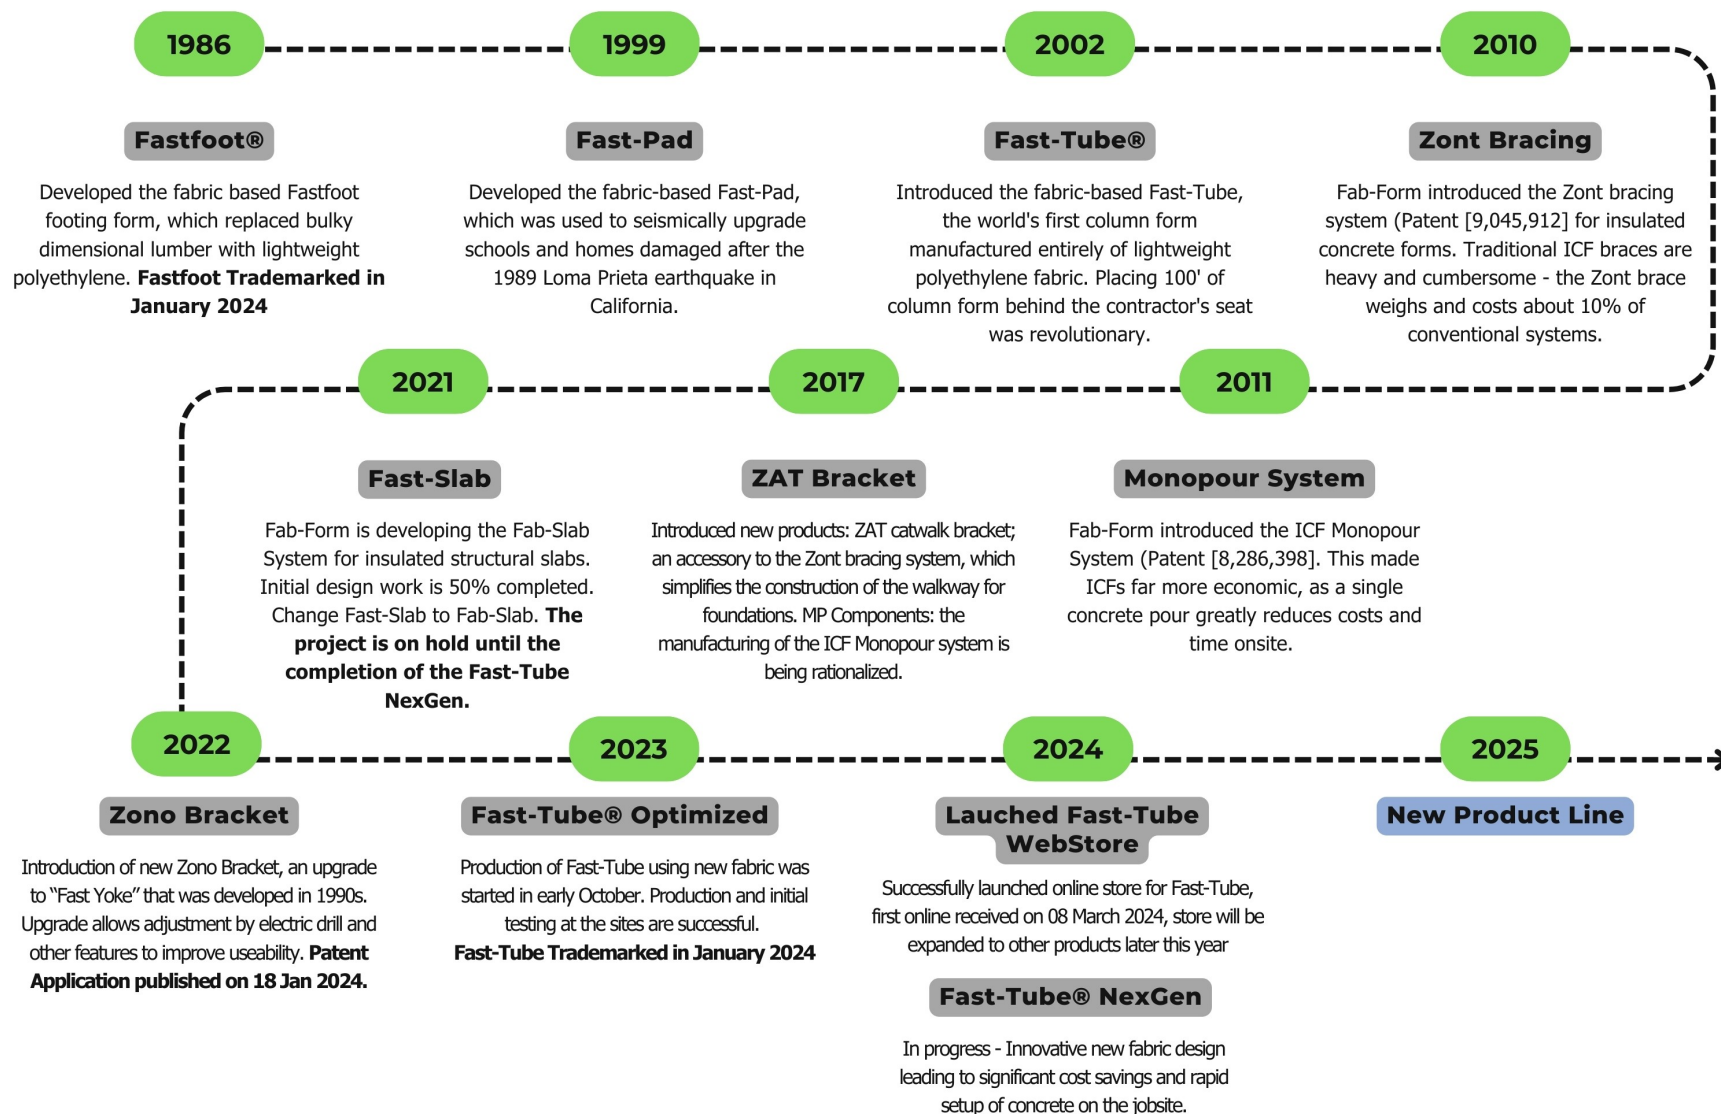 1986
Fastfoot®
Developed the fabric based Fastfoot
footing form, which replaced bulky
dimensional lumber with lightweight
polyethylene. Fastfoot Trademarked in
January 2024
1999
Fast-Pad
Developed the fabric-based Fast-Pad,
which was used to seismically upgrade
schools and homes damaged after the
1989 Loma Prieta earthquake in
California.
2002
Fast-Tube®
Introduced the fabric-based Fast-Tube,
the world's first column form
manufactured entirely of lightweight
polyethylene fabric. Placing 100' of
column form behind the contractor's seat
was revolutionary.
2010
Zont Bracing
Fab-Form introduced the Zont bracing
system (Patent [9,045,912] for insulated
concrete forms. Traditional ICF braces are
heavy and cumbersome - the Zont brace
weighs and costs about 10% of
conventional systems.
2011
Monopour System
Fab-Form introduced the ICF Monopour
System (Patent [8,286,398]. This made
ICFs far more economic, as a single
concrete pour greatly reduces costs and
time onsite.
2017
ZAT Bracket
Introduced new products: ZAT catwalk bracket;
an accessory to the Zont bracing system, which
simplifies the construction of the walkway for
foundations. MP Components: the
manufacturing of the ICF Monopour system is
being rationalized.
2021
Fast-Slab
Fab-Form is developing the Fab-Slab
System for insulated structural slabs.
Initial design work is 50% completed.
Change Fast-Slab to Fab-Slab. The
project is on hold until the
completion of the Fast-Tube
NexGen.
2022
Zono Bracket
Introduction of new Zono Bracket, an upgrade
to “Fast Yoke” that was developed in 1990s.
Upgrade allows adjustment by electric drill and
other features to improve useability. Patent
Application published on 18 Jan 2024.
2023
Fast-Tube® Optimized
Production of Fast-Tube using new fabric was
started in early October. Production and initial
testing at the sites are successful.
Fast-Tube Trademarked in January 2024
2024
Lauched Fast-Tube
WebStore
Successfully launched online store for Fast-Tube,
first online received on 08 March 2024, store will be
expanded to other products later this year
Fast-Tube® NexGen
In progress - Innovative new fabric design
leading to significant cost savings and rapid
setup of concrete on the jobsite.
2025
New Product Line